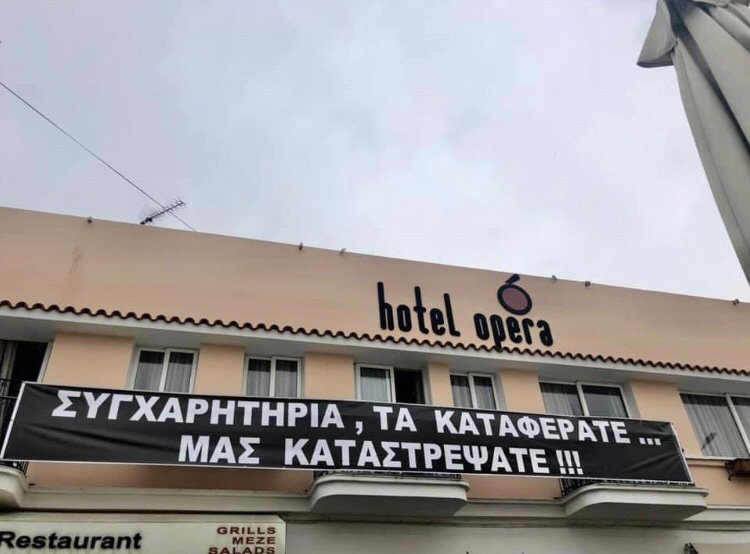 hotel opera
ΣΥΓΧΑΡΗΤΗΡΙΑ , ΤΑ ΚΑΤΑΦΕΡΑΤΕ ...
ΜΑΣ ΚΑΤΑΣΤΡΕΨΑΤΕ !!!
Restaurant
GRILLS
MEZE
SALADS